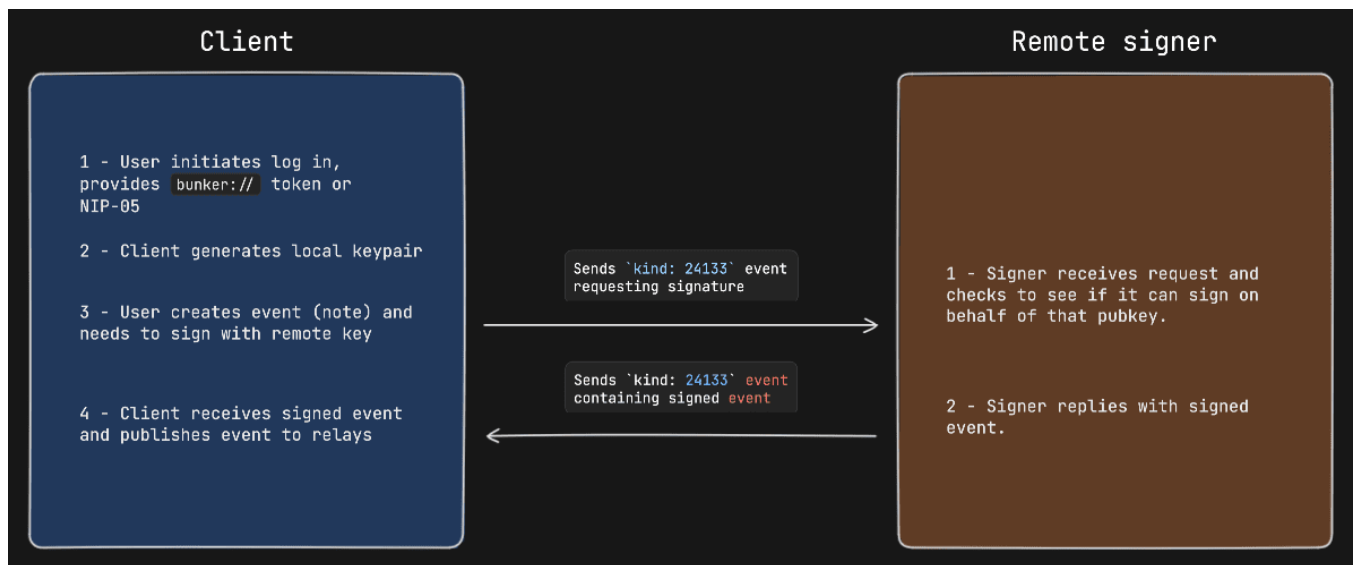 Client
1 - User initiates log in,
provides bunker:// token or
NIP-05
2 - Client generates local keypair
3 - User creates event (note) and
needs to sign with remote key
4 - Client receives signed event
and publishes event to relays
Sends `kind: 24133` event
requesting signature
Sends `kind: 24133` event
containing signed event
Remote signer
1 - Signer receives request and
checks to see if it can sign on
behalf of that pubkey.
2 - Signer replies with signed
event.